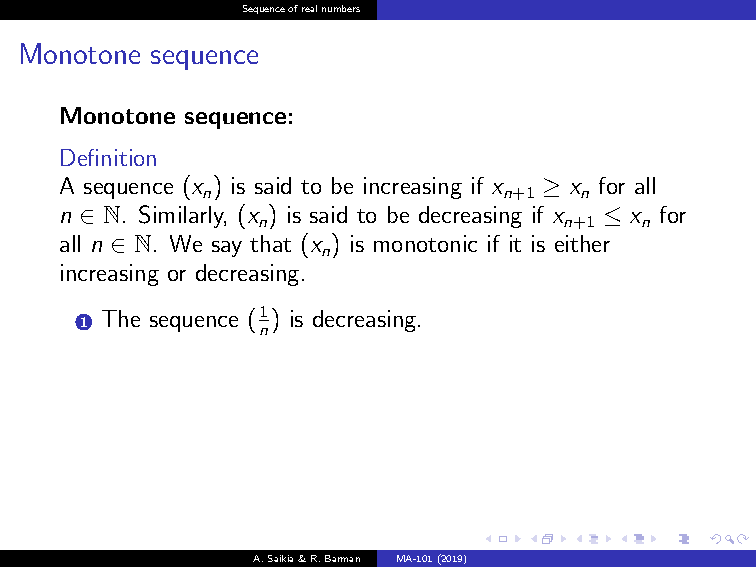 Sequence of real numbers
Monotone sequence
Monotone sequence:
Definition
A sequence (xₙ) is said to be increasing if xₙ₊₁ ≥ xₙ for all
n ∈ ℕ. Similarly, (xₙ) is said to be decreasing if xₙ₊₁ ≤ xₙ for
all n ∈ ℕ. We say that (xₙ) is monotonic if it is either
increasing or decreasing.
1 The sequence (1/n) is decreasing.
A. Saikia & R. Barman MA-101 (2019)